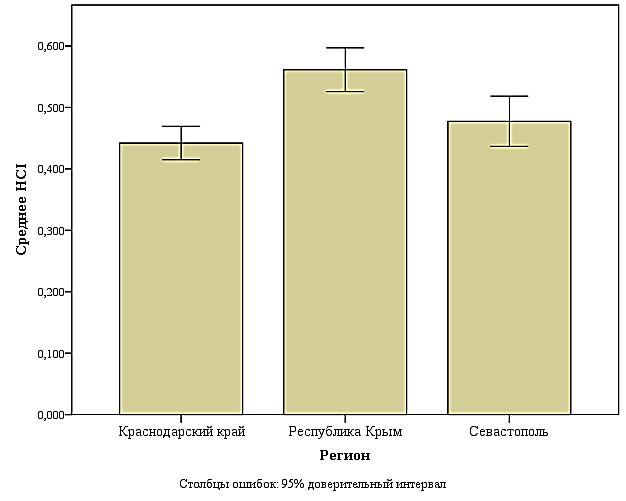 Среднее HCI
0,600
0,500
0,400
0,300
0,200
0,100
0,000
Краснодарский край
Республика Крым
Севастополь
Регион
Столбцы ошибок: 95% доверительный интервал